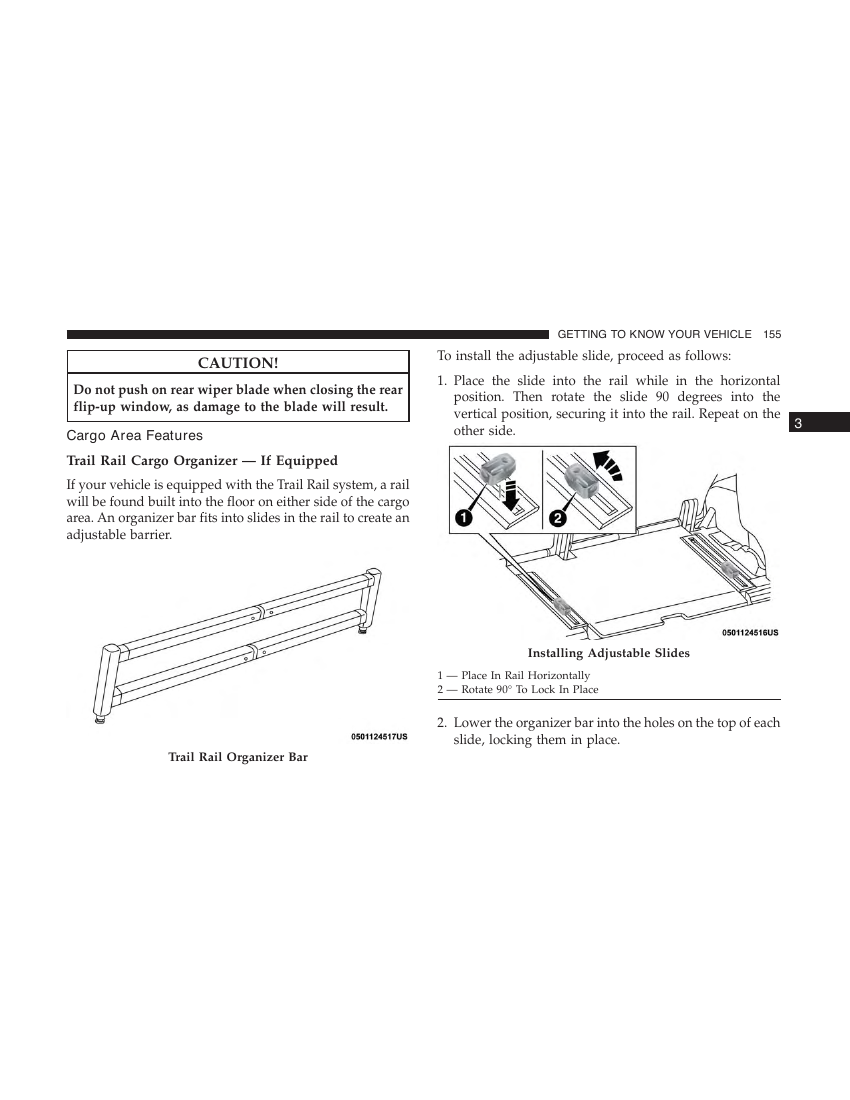 GETTING TO KNOW YOUR VEHICLE 155
CAUTION!
Do not push on rear wiper blade when closing the rear
flip-up window, as damage to the blade will result.
Cargo Area Features
Trail Rail Cargo Organizer — If Equipped
If your vehicle is equipped with the Trail Rail system, a rail
will be found built into the floor on either side of the cargo
area. An organizer bar fits into slides in the rail to create an
adjustable barrier.
0501124517US
Trail Rail Organizer Bar
To install the adjustable slide, proceed as follows:
1. Place the slide into the rail while in the horizontal
position. Then rotate the slide 90 degrees into the
vertical position, securing it into the rail. Repeat on the
other side.
1
2
0501124516US
Installing Adjustable Slides
1 — Place In Rail Horizontally
2 — Rotate 90° To Lock In Place
2. Lower the organizer bar into the holes on the top of each
slide, locking them in place.
3